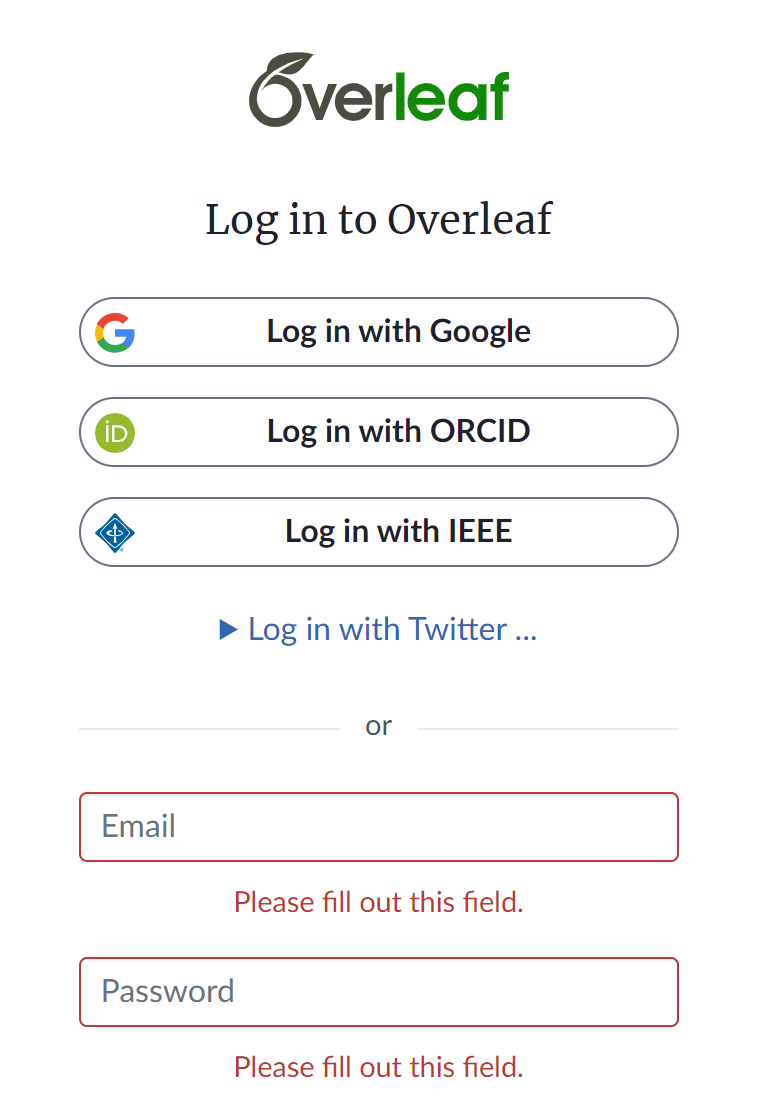 Overleaf
Log in to Overleaf
Log in with Google
iD
Log in with ORCID
Log in with IEEE
Log in with Twitter ...
or
Email
Please fill out this field.
Password
Please fill out this field.